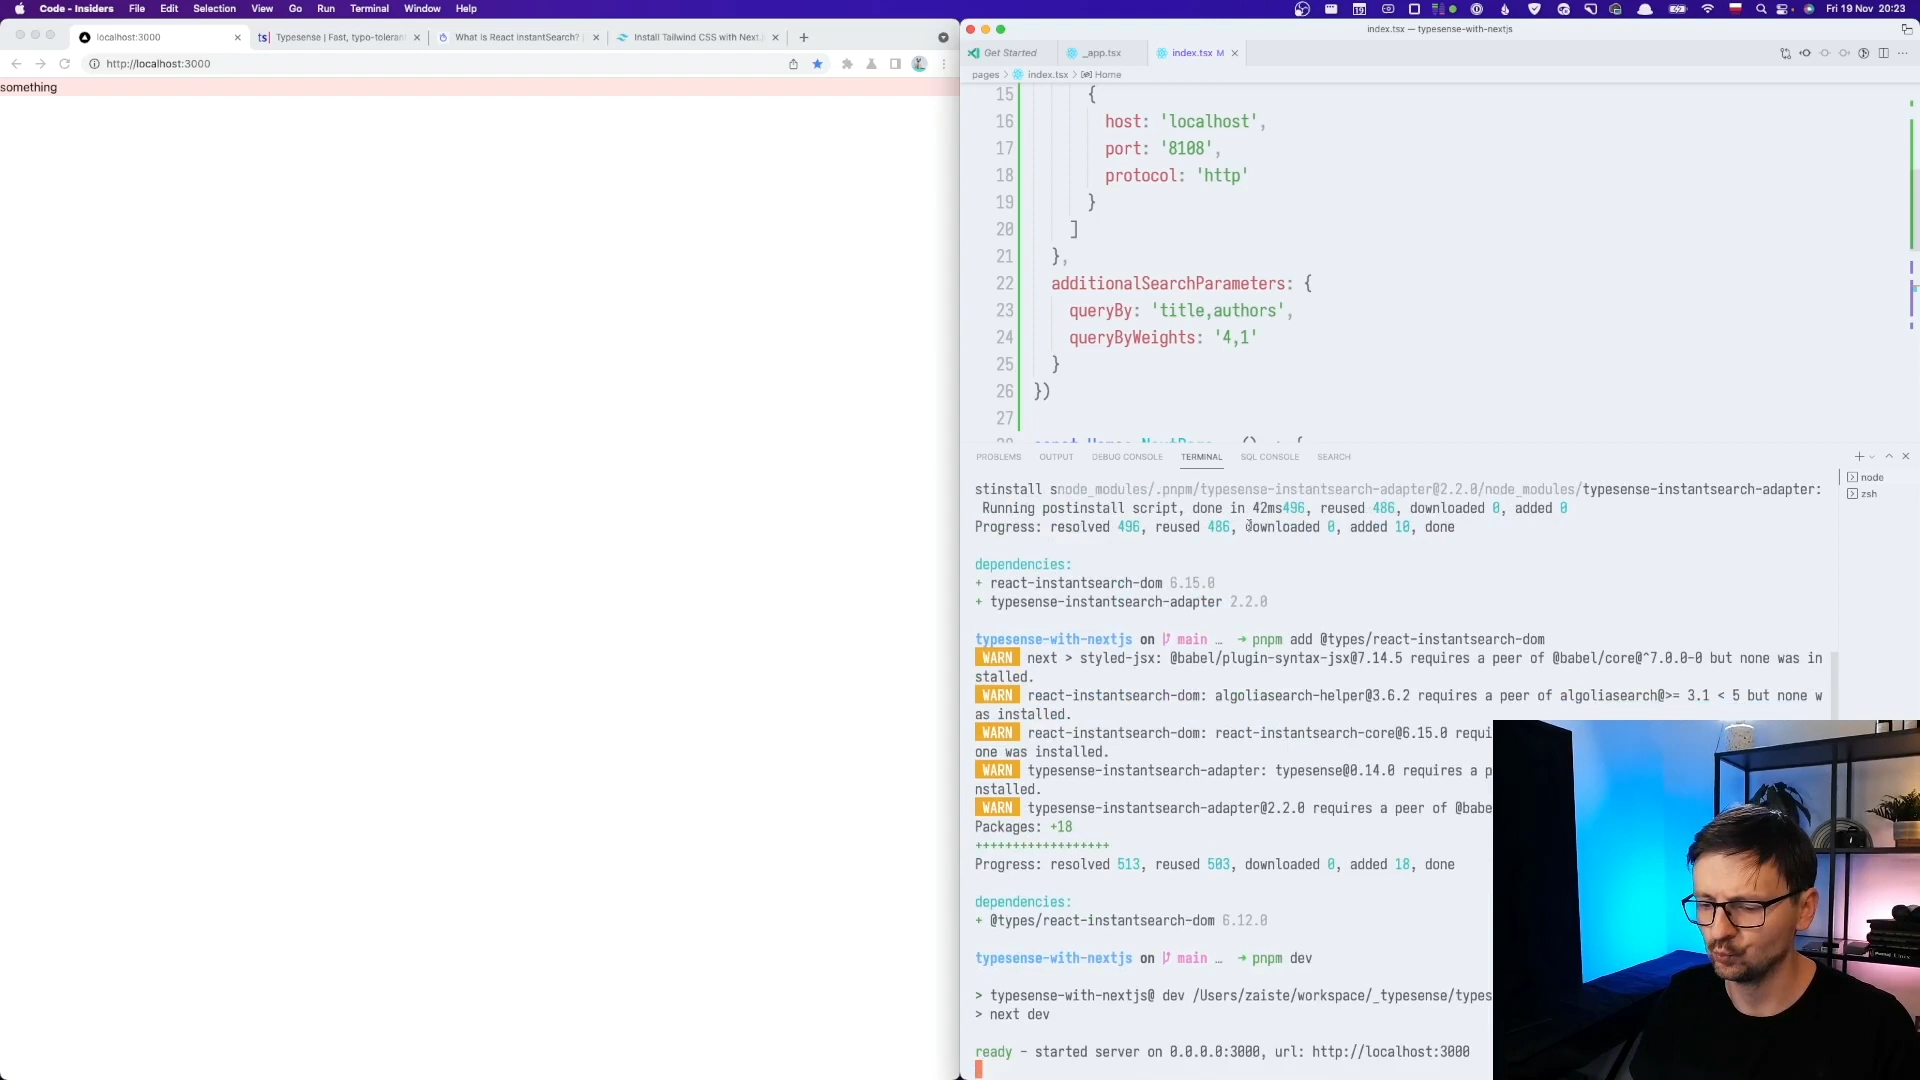 Code - Insiders File Edit Selection View Go Run Terminal Window Help
Fri 19 Nov 20:23
localhost:3000
Typesense | Fast, typo-toleran
What is React InstantSearch? |
Install Tailwind CSS with Next.
http://localhost:3000
something
index.tsx — typesense-with-nextjs
Get Started _app.tsx index.tsx M
pages > index.tsx > Home
15 {
16 host: 'localhost',
17 port: '8108',
18 protocol: 'http'
19 }
20 ]
21 },
22 additionalSearchParameters: {
23 queryBy: 'title,authors',
24 queryByWeights: '4,1'
25 }
26 })
27
PROBLEMS OUTPUT DEBUG CONSOLE TERMINAL SQL CONSOLE SEARCH
node
zsh
stinstall snode_modules/.pnpm/typesense-instantsearch-adapter@2.2.0/node_modules/typesense-instantsearch-adapter:
Running postinstall script, done in 42ms496, reused 486, downloaded 0, added 0
Progress: resolved 496, reused 486, downloaded 0, added 10, done
dependencies:
+ react-instantsearch-dom 6.15.0
+ typesense-instantsearch-adapter 2.2.0
typesense-with-nextjs on main … ➜ pnpm add @types/react-instantsearch-dom
WARN next > styled-jsx: @babel/plugin-syntax-jsx@7.14.5 requires a peer of @babel/core@^7.0.0-0 but none was in
stalled.
WARN react-instantsearch-dom: algoliasearch-helper@3.6.2 requires a peer of algoliasearch@>= 3.1 < 5 but none w
as installed.
WARN react-instantsearch-dom: react-instantsearch-core@6.15.0 requi
one was installed.
WARN typesense-instantsearch-adapter: typesense@0.14.0 requires a p
nstalled.
WARN typesense-instantsearch-adapter@2.2.0 requires a peer of @babe
Packages: +18
++++++++++++++++++
Progress: resolved 513, reused 503, downloaded 0, added 18, done
dependencies:
+ @types/react-instantsearch-dom 6.12.0
typesense-with-nextjs on main … ➜ pnpm dev
> typesense-with-nextjs@ dev /Users/zaiste/workspace/_typesense/types
> next dev
ready - started server on 0.0.0.0:3000, url: http://localhost:3000